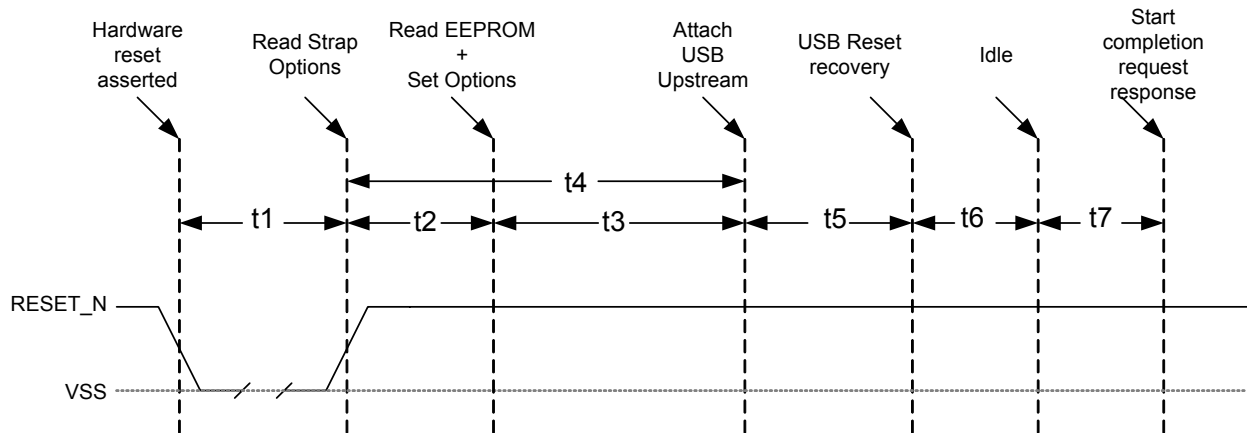 Hardware
reset
asserted
Read Strap
Options
Read EEPROM
+
Set Options
Attach
USB
Upstream
USB Reset
recovery
Idle
Start
completion
request
response
t4
t1
t2
t3
t5
t6
t7
RESET_N
VSS